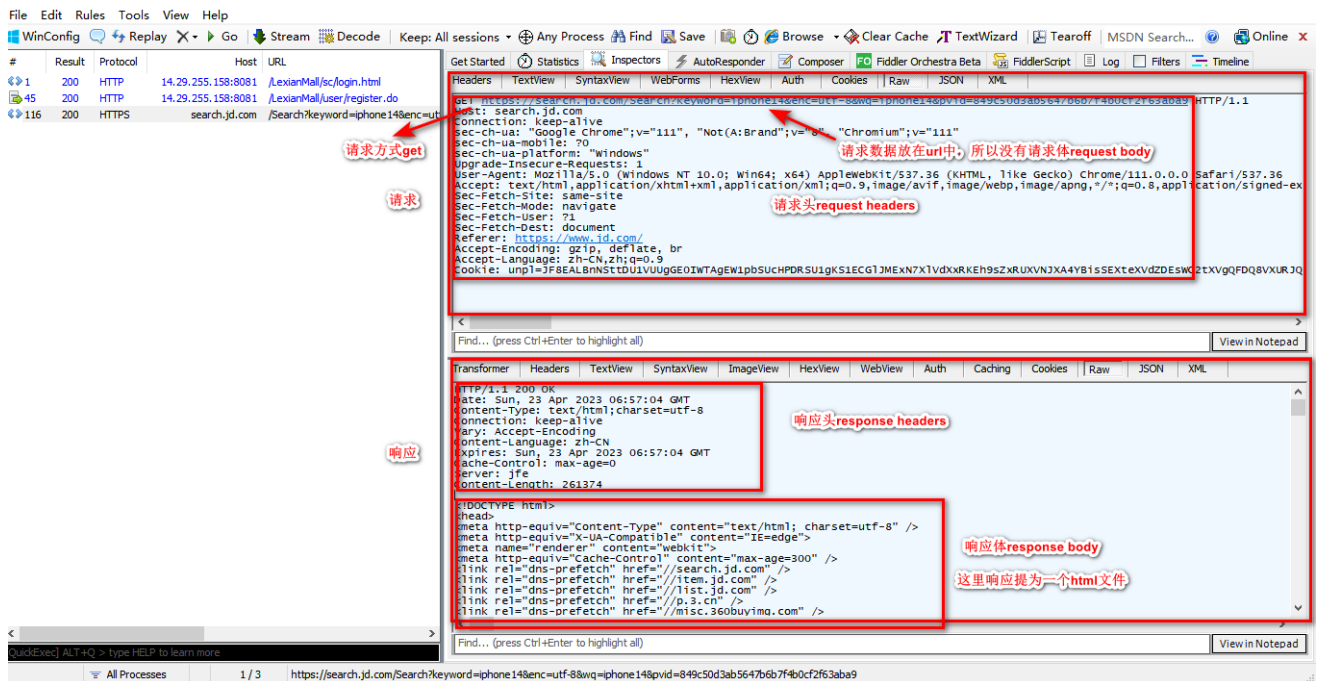 File Edit Rules Tools View Help
WinConfig Replay Go Stream Decode Keep: All sessions Any Process Find Save Browse Clear Cache TextWizard Tearoff MSDN Search... Online
# Result Protocol Host URL
1 200 HTTP 14.29.255.158:8081 /LexianMall/sc/login.html
45 200 HTTP 14.29.255.158:8081 /LexianMall/user/register.do
116 200 HTTPS search.jd.com /Search?keyword=iphone14&enc=ut
Get Started Statistics Inspectors AutoResponder Composer FO Fiddler Orchestra Beta FiddlerScript Log Filters Timeline
Headers TextView SyntaxView WebForms HexView Auth Cookies Raw JSON XML
GET https://search.jd.com/Search?keyword=iphone14&enc=utf-8&wq=iphone14&pvid=849c50d3ab5647b6b7f4b0cf2f63aba9 HTTP/1.1
Host: search.jd.com
Connection: keep-alive
sec-ch-ua: "Google Chrome";v="111", "Not(A:Brand";v="8", "Chromium";v="111"
sec-ch-ua-mobile: ?0
sec-ch-ua-platform: "Windows"
Upgrade-Insecure-Requests: 1
User-Agent: Mozilla/5.0 (Windows NT 10.0; Win64; x64) AppleWebKit/537.36 (KHTML, like Gecko) Chrome/111.0.0.0 Safari/537.36
Accept: text/html,application/xhtml+xml,application/xml;q=0.9,image/avif,image/webp,image/apng,*/*;q=0.8,application/signed-ex
Sec-Fetch-Site: same-site
Sec-Fetch-Mode: navigate
Sec-Fetch-User: ?1
Sec-Fetch-Dest: document
Referer: https://www.jd.com/
Accept-Encoding: gzip, deflate, br
Accept-Language: zh-CN,zh;q=0.9
请求方式get
请求数据放在url中，所以没有请求体request body
请求
请求头request headers
Find... (press Ctrl+Enter to highlight all) View in Notepad
Transformer Headers TextView SyntaxView ImageView HexView WebView Auth Caching Cookies Raw JSON XML
HTTP/1.1 200 OK
Date: Sun, 23 Apr 2023 06:57:04 GMT
Content-Type: text/html;charset=utf-8
Connection: keep-alive
Vary: Accept-Encoding
Content-Language: zh-CN
Expires: Sun, 23 Apr 2023 06:57:04 GMT
Cache-Control: max-age=0
Server: jfe
Content-Length: 261374
响应头response headers
响应
<!DOCTYPE html>
<head>
<meta http-equiv="Content-Type" content="text/html; charset=utf-8" />
<meta http-equiv="X-UA-Compatible" content="IE=edge">
<meta name="renderer" content="webkit">
<meta http-equiv="Cache-Control" content="max-age=300" />
<link rel="dns-prefetch" href="//search.jd.com" />
<link rel="dns-prefetch" href="//item.jd.com" />
<link rel="dns-prefetch" href="//list.jd.com" />
<link rel="dns-prefetch" href="//p.3.cn" />
<link rel="dns-prefetch" href="//misc.360buyimg.com" />
响应体response body
这里响应提为一个html文件
Find... (press Ctrl+Enter to highlight all) View in Notepad
QuickExec] ALT+Q > type HELP to learn more
All Processes 1 / 3 https://search.jd.com/Search?keyword=iphone14&enc=utf-8&wq=iphone14&pvid=849c50d3ab5647b6b7f4b0cf2f63aba9